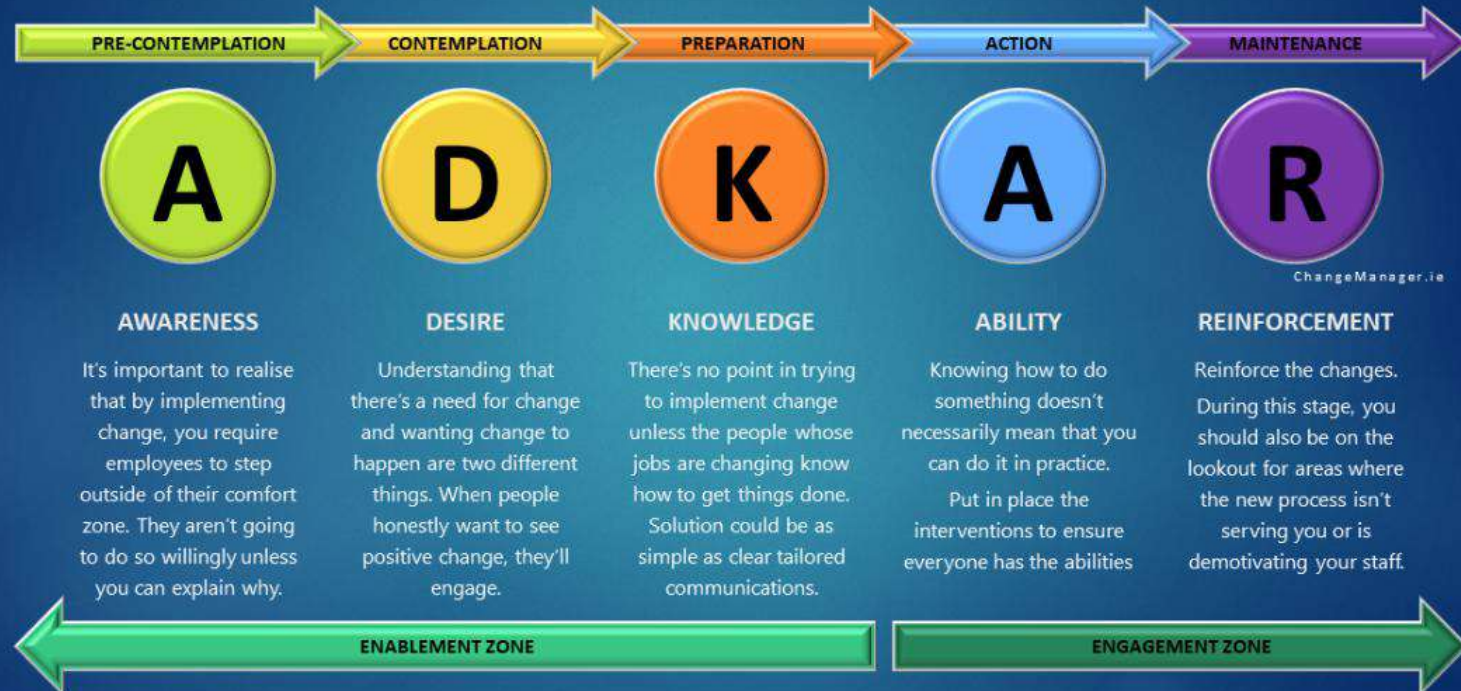 PRE-CONTEMPLATION
CONTEMPLATION
PREPARATION
ACTION
MAINTENANCE
A
D
K
A
R
ChangeManager.ie
AWARENESS
It's important to realise
that by implementing
change, you require
employees to step
outside of their comfort
zone. They aren't going
to do so willingly unless
you can explain why.
DESIRE
Understanding that
there's a need for change
and wanting change to
happen are two different
things. When people
honestly want to see
positive change, they'll
engage.
KNOWLEDGE
There's no point in trying
to implement change
unless the people whose
jobs are changing know
how to get things done.
Solution could be as
simple as clear tailored
communications.
ABILITY
Knowing how to do
something doesn't
necessarily mean that you
can do it in practice.
Put in place the
interventions to ensure
everyone has the abilities
REINFORCEMENT
Reinforce the changes.
During this stage, you
should also be on the
lookout for areas where
the new process isn't
serving you or is
demotivating your staff.
ENABLEMENT ZONE
ENGAGEMENT ZONE